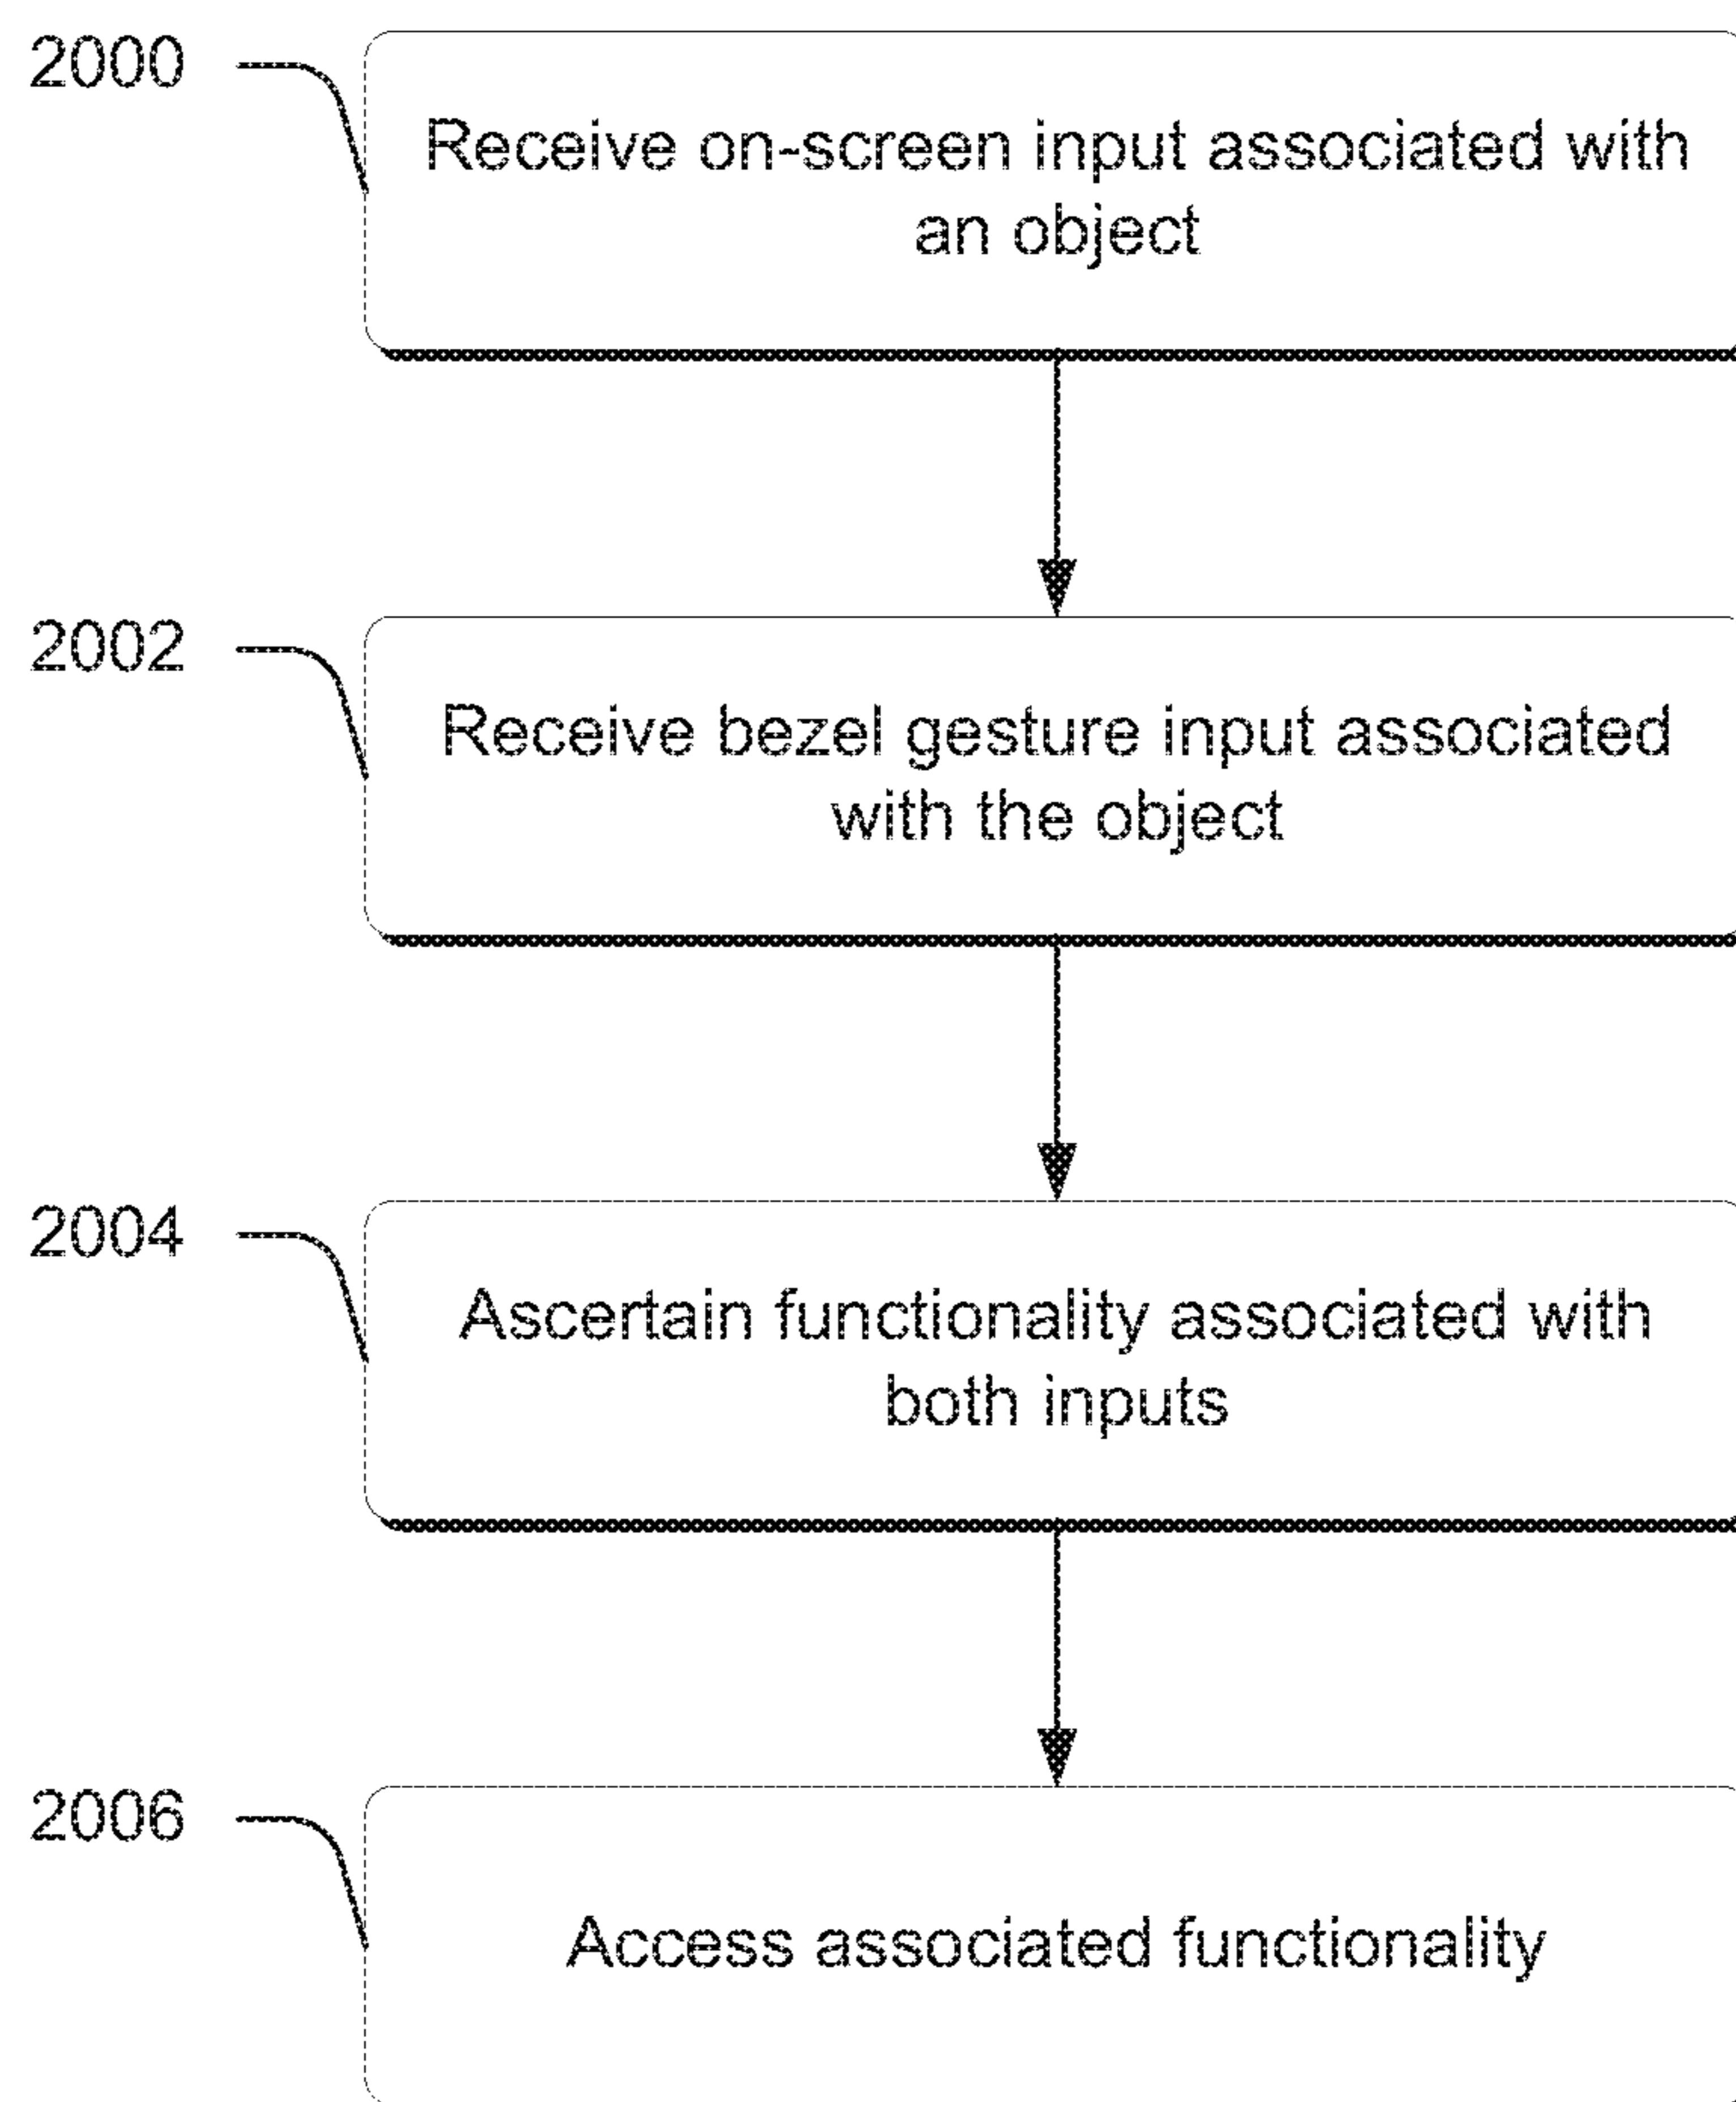 2000
Receive on-screen input associated with
an object
2002
Receive bezel gesture input associated
with the object
2004
Ascertain functionality associated with
both inputs
2006
Access associated functionality